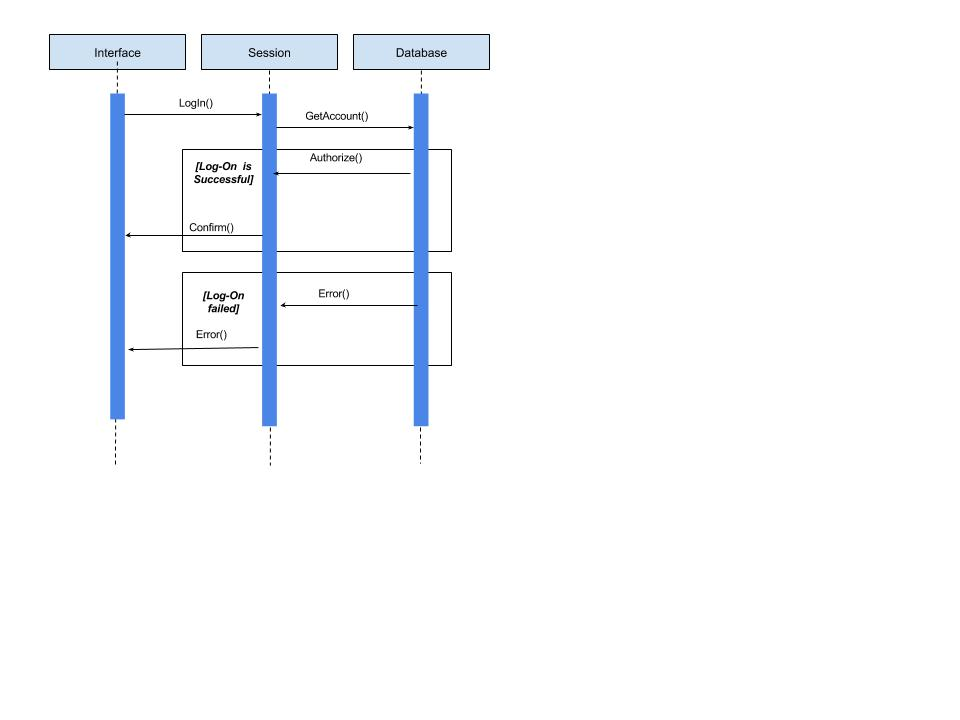 Interface
Session
Database
LogIn()
GetAccount()
Authorize()
[Log-On is
Successful]
Confirm()
Error()
[Log-On
failed]
Error()